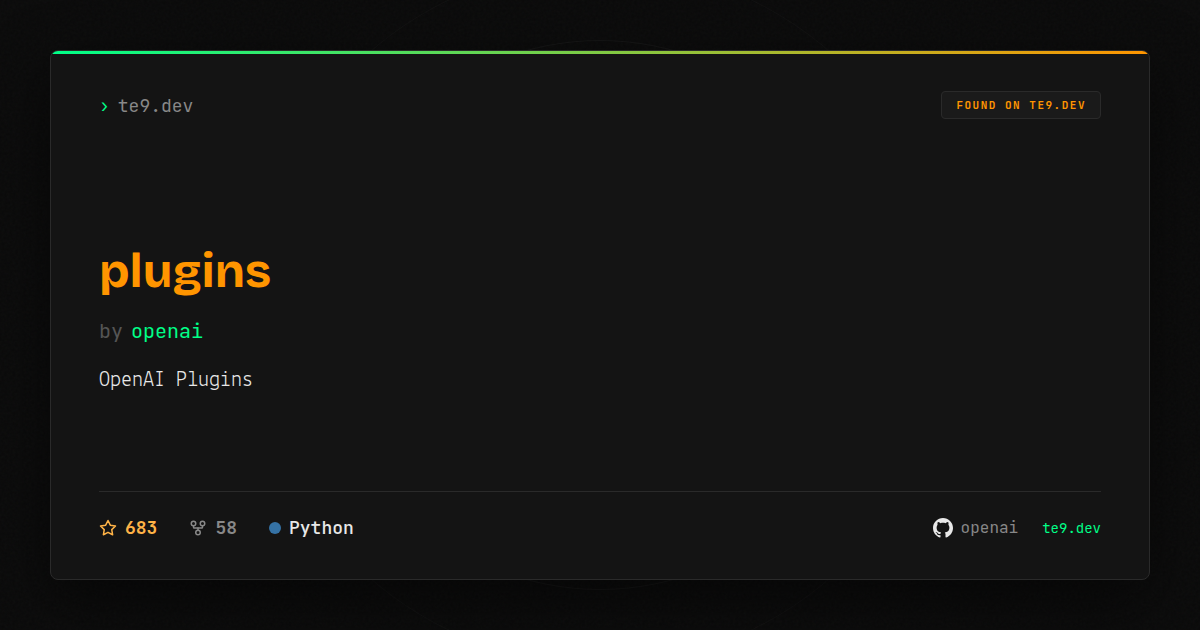 › te9.dev
FOUND ON TE9.DEV
plugins
by openai
OpenAI Plugins
683 58 Python
openai te9.dev